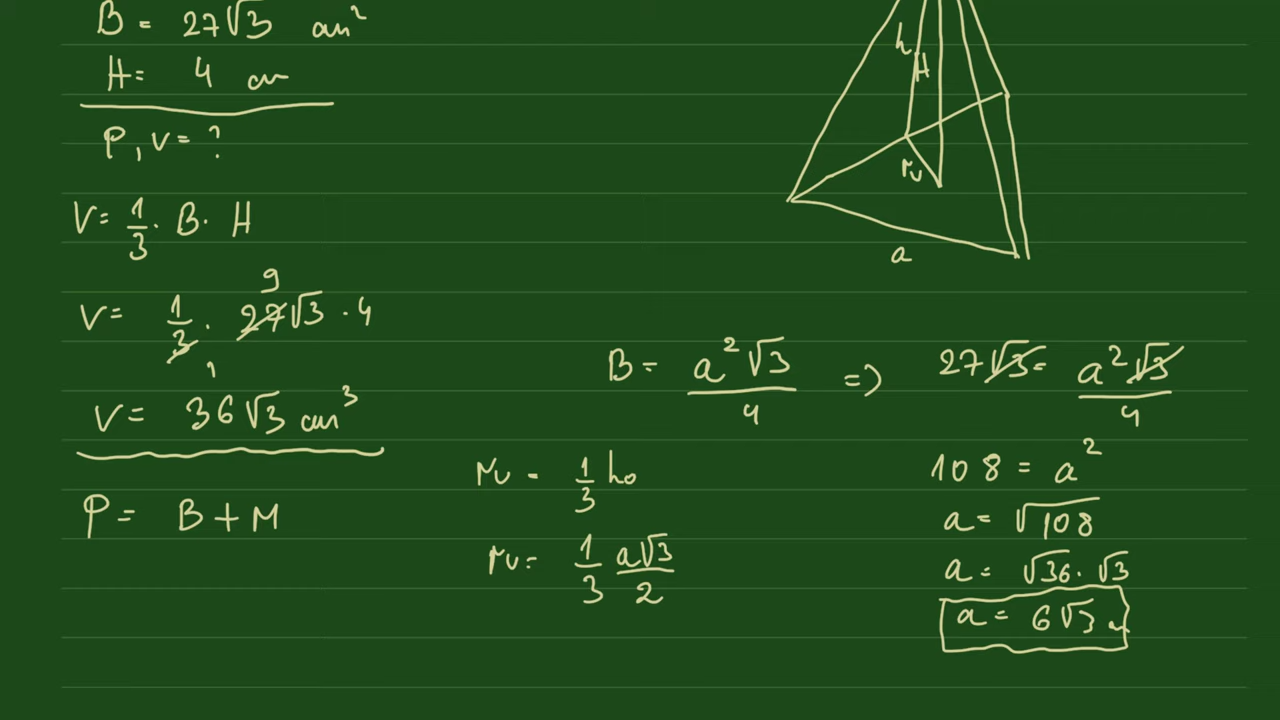 B = 27√3 cm²
H = 4 cm
P, V = ?
V = 1/3 · B · H
V = 1/3 · 27√3 · 4
9
1
V = 36√3 cm³
P = B + M
h
H
rᵤ
a
B = a²√3/4 => 27√3 = a²√3/4
rᵤ = 1/3 h₀
rᵤ = 1/3 a√3/2
108 = a²
a = √108
a = √36 · √3
a = 6√3